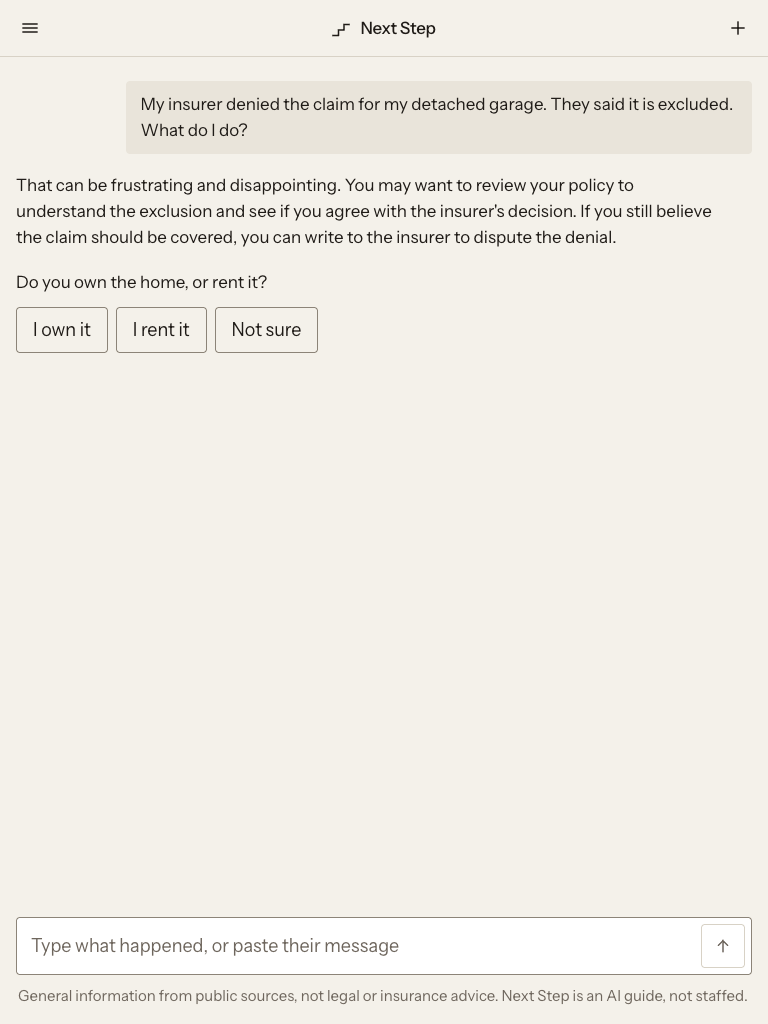 Next Step
My insurer denied the claim for my detached garage. They said it is excluded.
What do I do?
That can be frustrating and disappointing. You may want to review your policy to
understand the exclusion and see if you agree with the insurer's decision. If you still believe
the claim should be covered, you can write to the insurer to dispute the denial.
Do you own the home, or rent it?
I own it
I rent it
Not sure
Type what happened, or paste their message
General information from public sources, not legal or insurance advice. Next Step is an AI guide, not staffed.